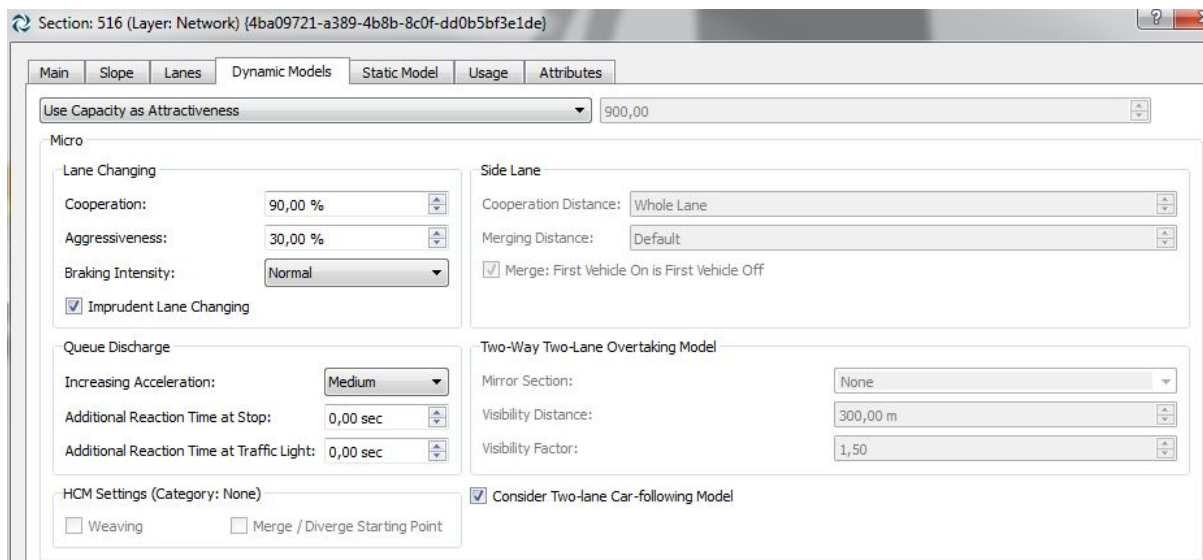 Section: 516 (Layer: Network) {4ba09721-a389-4b8b-8c0f-dd0b5bf3e1de}
Main Slope Lanes Dynamic Models Static Model Usage Attributes
Use Capacity as Attractiveness 900,00
Micro
Lane Changing
Cooperation: 90,00 %
Aggressiveness: 30,00 %
Braking Intensity: Normal
Imprudent Lane Changing
Side Lane
Cooperation Distance: Whole Lane
Merging Distance: Default
Merge: First Vehicle On is First Vehicle Off
Queue Discharge
Increasing Acceleration: Medium
Additional Reaction Time at Stop: 0,00 sec
Additional Reaction Time at Traffic Light: 0,00 sec
Two-Way Two-Lane Overtaking Model
Mirror Section: None
Visibility Distance: 300,00 m
Visibility Factor: 1,50
HCM Settings (Category: None)
Weaving Merge / Diverge Starting Point
Consider Two-lane Car-following Model